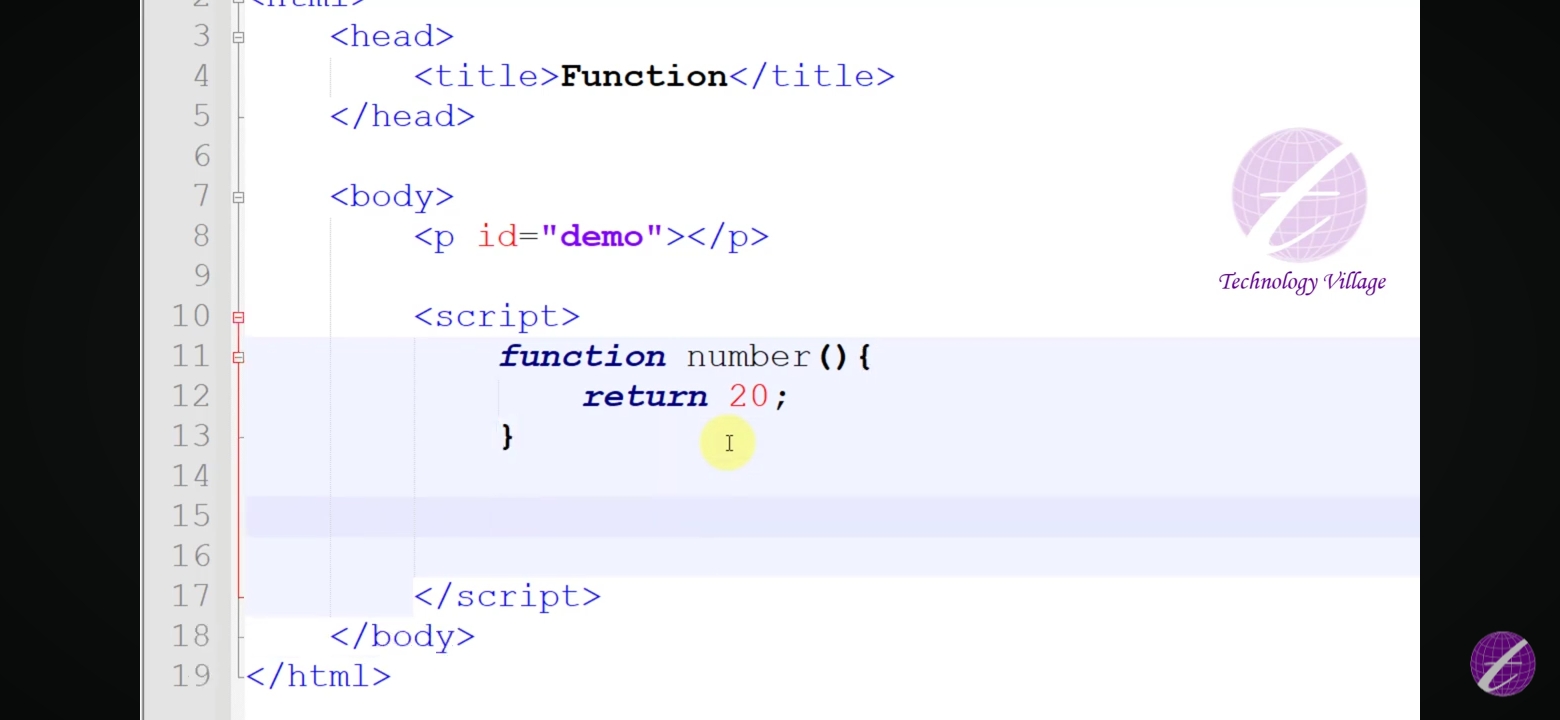 2 <html>
3 <head>
4 <title>Function</title>
5 </head>
6
7 <body>
8 <p id="demo"></p>
9
10 <script>
11 function number(){
12 return 20;
13 }
14
15
16
17 </script>
18 </body>
19 </html>
Technology Village